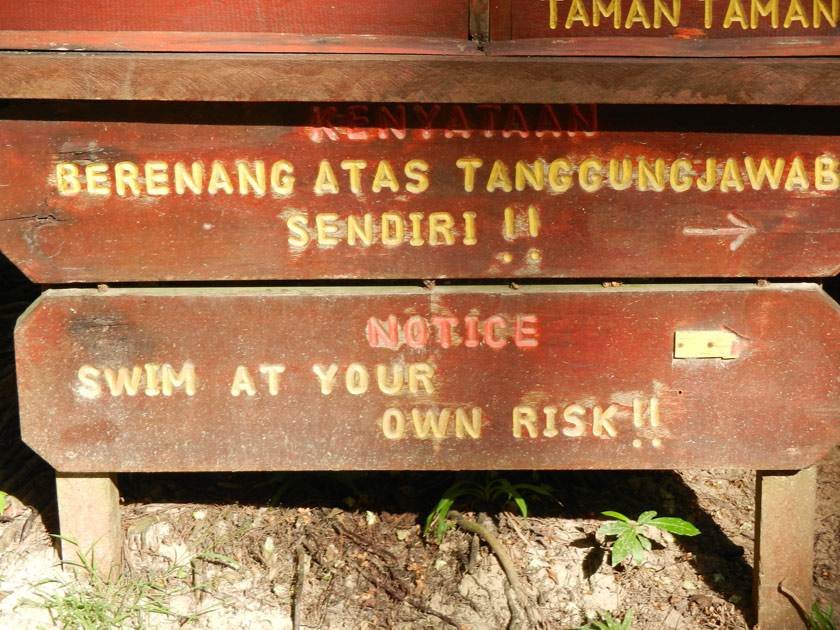 TAMAN TAMAN
KENYATAAN
BERENANG ATAS TANGGUNGJAWAB
SENDIRI !!
NOTICE
SWIM AT YOUR
OWN RISK!!